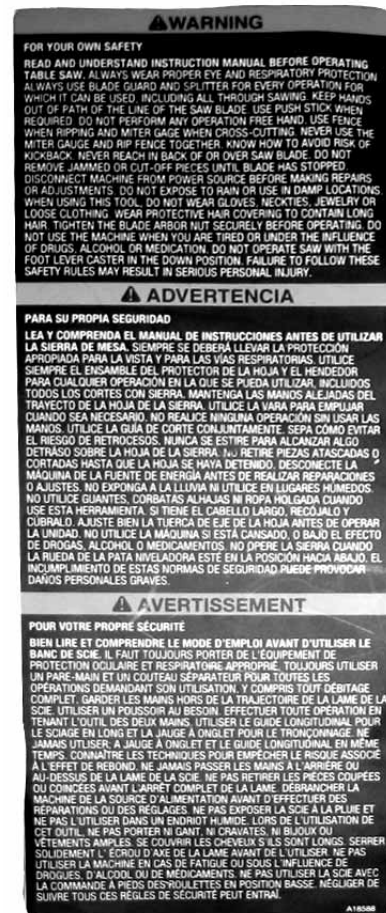 ⚠WARNING
FOR YOUR OWN SAFETY
READ AND UNDERSTAND INSTRUCTION MANUAL BEFORE OPERATING
TABLE SAW. ALWAYS WEAR PROPER EYE AND RESPIRATORY PROTECTION
ALWAYS USE BLADE GUARD AND SPLITTER FOR EVERY OPERATION FOR
WHICH IT CAN BE USED, INCLUDING ALL THROUGH SAWING. KEEP HANDS
OUT OF PATH OF THE LINE OF THE SAW BLADE. USE PUSH STICK WHEN
REQUIRED. DO NOT PERFORM ANY OPERATION FREE HAND. USE FENCE
WHEN RIPPING AND MITER GAGE WHEN CROSS-CUTTING. NEVER USE THE
MITER GAUGE AND RIP FENCE TOGETHER. KNOW HOW TO AVOID RISK OF
KICKBACK. NEVER REACH IN BACK OF OR OVER SAW BLADE. DO NOT
REMOVE JAMMED OR CUT-OFF PIECES UNTIL BLADE HAS STOPPED.
DISCONNECT MACHINE FROM POWER SOURCE BEFORE MAKING REPAIRS
OR ADJUSTMENTS. DO NOT EXPOSE TO RAIN OR USE IN DAMP LOCATIONS.
WHEN USING THIS TOOL, DO NOT WEAR GLOVES, NECKTIES, JEWELRY OR
LOOSE CLOTHING. WEAR PROTECTIVE HAIR COVERING TO CONTAIN LONG
HAIR. TIGHTEN THE BLADE ARBOR NUT SECURELY BEFORE OPERATING. DO
NOT USE THE MACHINE WHEN YOU ARE TIRED OR UNDER THE INFLUENCE
OF DRUGS, ALCOHOL OR MEDICATION. DO NOT OPERATE SAW WITH THE
FOOT LEVER CASTER IN THE DOWN POSITION. FAILURE TO FOLLOW THESE
SAFETY RULES MAY RESULT IN SERIOUS PERSONAL INJURY.
⚠ ADVERTENCIA
PARA SU PROPIA SEGURIDAD
LEA Y COMPRENDA EL MANUAL DE INSTRUCCIONES ANTES DE UTILIZAR
LA SIERRA DE MESA. SIEMPRE SE DEBERÁ LLEVAR LA PROTECCIÓN
APROPIADA PARA LA VISTA Y PARA LAS VÍAS RESPIRATORIAS. UTILICE
SIEMPRE EL ENSAMBLE DEL PROTECTOR DE LA HOJA Y EL HENDEDOR
PARA CUALQUIER OPERACIÓN EN LA QUE SE PUEDA UTILIZAR, INCLUIDOS
TODOS LOS CORTES CON SIERRA. MANTENGA LAS MANOS ALEJADAS DEL
TRAYECTO DE LA HOJA DE LA SIERRA. UTILICE LA VARA PARA EMPUJAR
CUANDO SEA NECESARIO, NO REALICE NINGUNA OPERACIÓN SIN USAR LAS
MANOS. UTILICE LA GUÍA DE CORTE CONJUNTAMENTE. SEPA CÓMO EVITAR
EL RIESGO DE RETROCESOS. NUNCA SE ESTIRE PARA ALCANZAR ALGO
DETRÁSO SOBRE LA HOJA DE LA SIERRA. NO RETIRE PIEZAS ATASCADAS O
CORTADAS HASTA QUE LA HOJA SE HAYA DETENIDO. DESCONECTE LA
MÁQUINA DE LA FUENTE DE ENERGÍA ANTES DE REALIZAR REPARACIONES
O AJUSTES. NO EXPONGA A LA LLUVIA NI UTILICE EN LUGARES HUMEDOS.
NO UTILICE GUANTES, CORBATAS ALHAJAS NI ROPA HOLGADA CUANDO
USE ESTA HERRAMIENTA. SI TIENE EL CABELLO LARGO, RECÓJALO Y
CÚBRALO. AJUSTE BIEN LA TUERCA DE EJE DE LA HOJA ANTES DE OPERAR
LA UNIDAD. NO UTILICE LA MÁQUINA SI ESTÁ CANSADO, O BAJO EL EFECTO
DE DROGAS, ALCOHOL O MEDICAMENTOS. NO OPERE LA SIERRA CUANDO
LA RUEDA DE LA PATA NIVELADORA ESTÉ EN LA POSICIÓN HACIA ABAJO. EL
INCUMPLIMIENTO DE ESTAS NORMAS DE SEGURIDAD PUEDE PROVOCAR
DAÑOS PERSONALES GRAVES.
⚠ AVERTISSEMENT
POUR VOTRE PROPRE SÉCURITÉ
BIEN LIRE ET COMPRENDRE LE MODE D'EMPLOI AVANT D'UTILISER LE
BANC DE SCIE. IL FAUT TOUJOURS PORTER DE L'ÉQUIPEMENT DE
PROTECTION OCULAIRE ET RESPIRATOIRE APPROPRIÉ. TOUJOURS UTILISER
UN PARE-MAIN ET UN COUTEAU SÉPARATEUR POUR TOUTES LES
OPÉRATIONS DEMANDANT SON UTILISATION, Y COMPRIS TOUT DÉBITAGE
COMPLET. GARDER LES MAINS HORS DE LA TRAJECTOIRE DE LA LAME DE LA
SCIE. UTILISER UN POUSSOIR AU BESOIN. EFFECTUER TOUTE OPÉRATION EN
TENANT L'OUTIL DES DEUX MAINS. UTILISER LE GUIDE LONGITUDINAL POUR
LE SCIAGE EN LONG ET LA JAUGE À ONGLET POUR LE TRONÇONNAGE. NE
JAMAIS UTILISER; A JAUGE À ONGLET ET LE GUIDE LONGITUDINAL EN MÊME
TEMPS. CONNAÎTRE LES TECHNIQUES POUR EMPÊCHER LE RISQUE ASSOCIÉ
À L'EFFET DE REBOND. NE JAMAIS PASSER LES MAINS À L'ARRIÈRE OU
AU-DESSUS DE LA LAME DE LA SCIE. NE PAS RETIRER LES PIÈCES COUPÉES
OU COINCÉES AVANT L'ARRÊT COMPLET DE LA LAME. DÉBRANCHER LA
MACHINE DE LA SOURCE D'ALIMENTATION AVANT D'EFFECTUER DES
RÉPARATIONS OU DES RÉGLAGES. NE PAS EXPOSER LA SCIE À LA PLUIE ET
NE PAS L'UTILISER DANS UN ENDRIOT HUMIDE. LORS DE L'UTILISATION DE
CET OUTIL, NE PAS PORTER NI GANT, NI CRAVATES, NI BIJOUX OU
VÊTEMENTS AMPLES. SE COUVRIR LES CHEVEUX S'ILS SONT LONGS. SERRER
SOLIDEMENT L' ÉCROU D'AXE DE LA LAME AVANT DE L'UTILISER. NE PAS
UTILISER LA MACHINE EN CAS DE FATIGUE OU SOUS L'INFLUENCE DE
DROGUES, D'ALCOOL OU DE MÉDICAMENTS. NE PAS UTILISER LA SCIE AVEC
LA COMMANDE À PIEDS DES ROULETTES EN POSITION BASSE. NÉGLIGER DE
SUIVRE TOUS CES RÈGLES DE SÉCURITÉ PEUT ENTRAÎ.
A16588